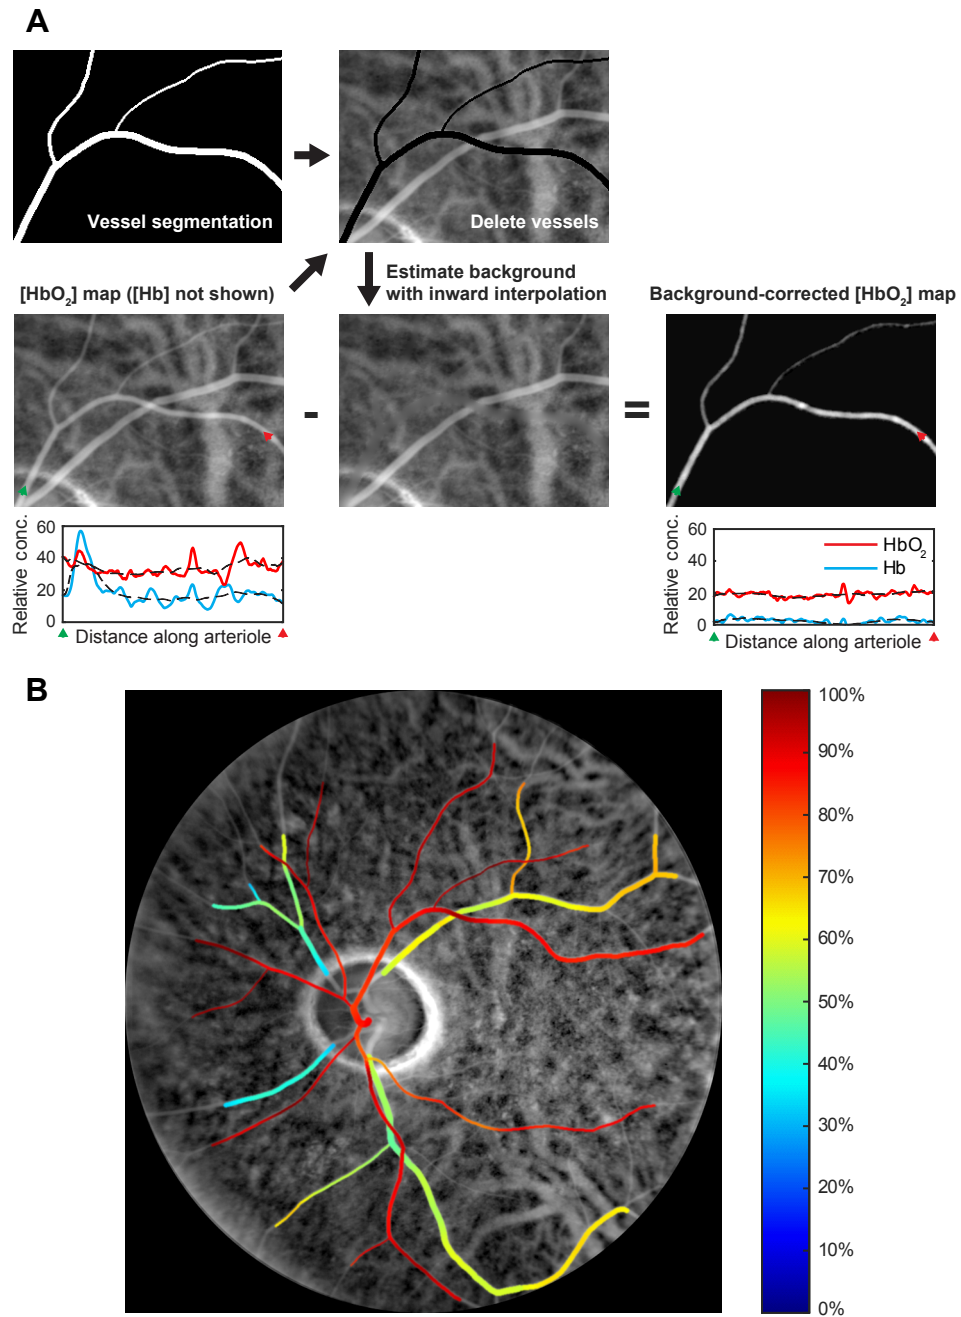 A
Vessel segmentation
Delete vessels
Estimate background
with inward interpolation
[HbO2] map ([Hb] not shown)
Background-corrected [HbO2] map
-
=
Relative conc.
60
40
20
0
Distance along arteriole
Relative conc.
60
40
20
0
HbO2
Hb
Distance along arteriole
B
100%
90%
80%
70%
60%
50%
40%
30%
20%
10%
0%